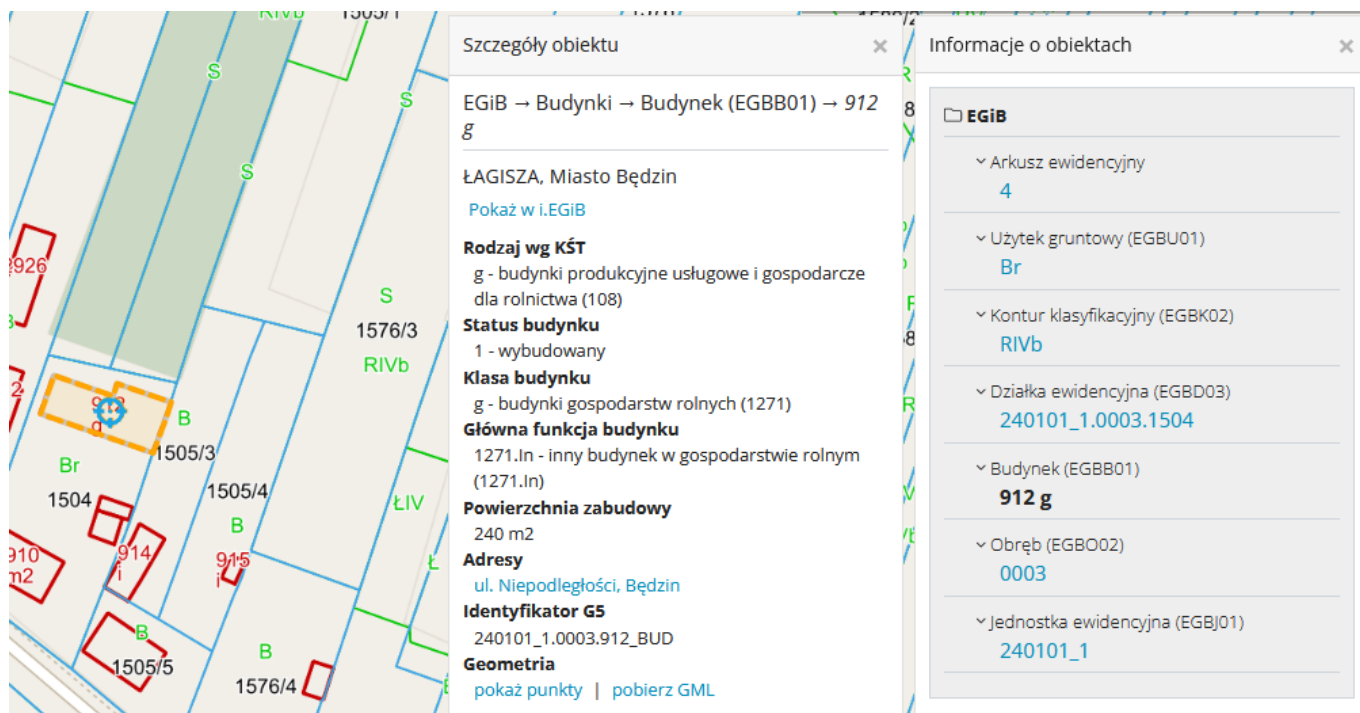 RIVb
1505/1
S
S
S
926
S
1576/3
RIVb
912
g
B
1505/3
Br
1504
1505/4
B
ŁIV
Ł
910
m2
914
i
915
i
B
1505/5
B
1576/4
Szczegóły obiektu ×
EGiB → Budynki → Budynek (EGBB01) → 912
g
ŁAGISZA, Miasto Będzin
Pokaż w i.EGiB
Rodzaj wg KŚT
g - budynki produkcyjne usługowe i gospodarcze
dla rolnictwa (108)
Status budynku
1 - wybudowany
Klasa budynku
g - budynki gospodarstw rolnych (1271)
Główna funkcja budynku
1271.In - inny budynek w gospodarstwie rolnym
(1271.In)
Powierzchnia zabudowy
240 m2
Adresy
ul. Niepodległości, Będzin
Identyfikator G5
240101_1.0003.912_BUD
Geometria
pokaż punkty | pobierz GML
Informacje o obiektach ×
EGiB
Arkusz ewidencyjny
4
Użytek gruntowy (EGBU01)
Br
Kontur klasyfikacyjny (EGBK02)
RIVb
Działka ewidencyjna (EGBD03)
240101_1.0003.1504
Budynek (EGBB01)
912 g
Obręb (EGBO02)
0003
Jednostka ewidencyjna (EGBJ01)
240101_1